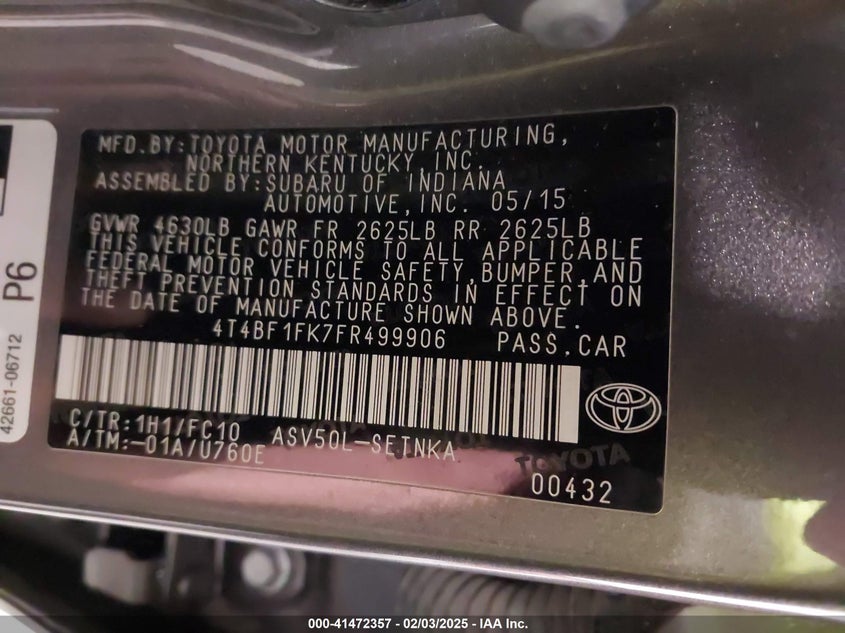 MFD.BY:TOYOTA MOTOR MANUFACTURING,
NORTHERN KENTUCKY, INC.
ASSEMBLED BY:SUBARU OF INDIANA
AUTOMOTIVE, INC. 05/15
GVWR 4630LB GAWR FR 2625LB RR 2625LB
THIS VEHICLE CONFORMS TO ALL APPLICABLE
FEDERAL MOTOR VEHICLE SAFETY, BUMPER, AND
THEFT PREVENTION STANDARDS IN EFFECT ON
THE DATE OF MANUFACTURE SHOWN ABOVE.
4T4BF1FK7FR499906 PASS.CAR
C/TR:1H1/FC10 ASV50L-SETNKA
A/TM:-01A/U760E
TOYOTA
00432
P6
42661-06712
000-41472357 | 02/03/2025 | IAA Inc.